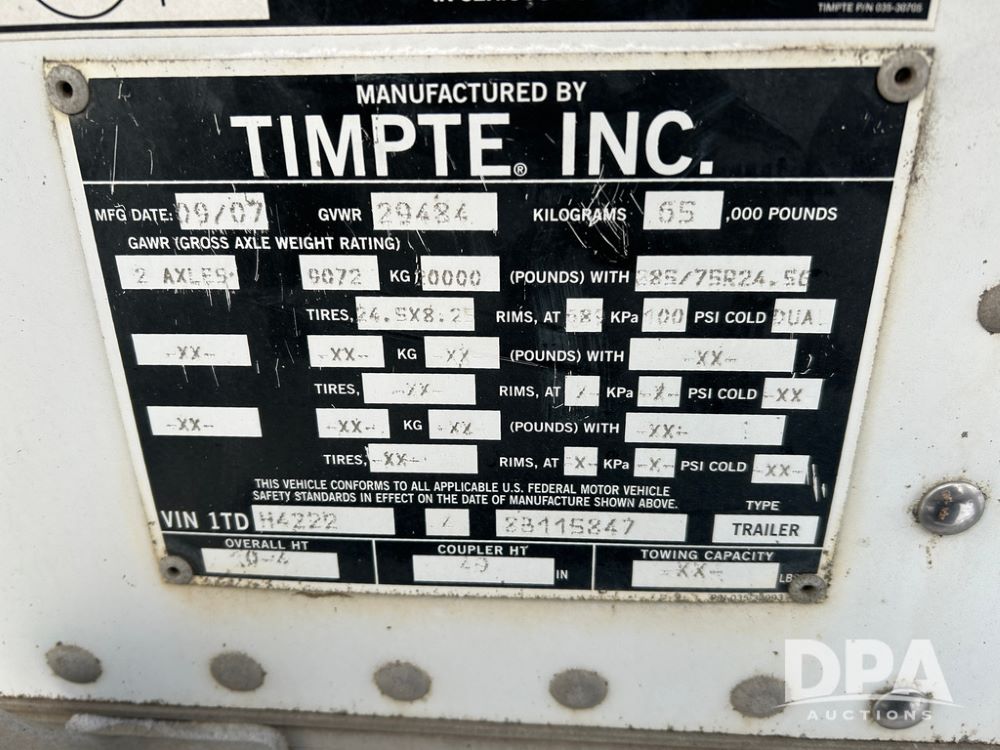 TIMPTE P/N 035-30705
MANUFACTURED BY
TIMPTE® INC.
MFG DATE: 09/07 GVWR 29484 KILOGRAMS 65 ,000 POUNDS
GAWR (GROSS AXLE WEIGHT RATING)
2 AXLES 9072 KG 20000 (POUNDS) WITH 285/75R24.5G
TIRES, 24.5X8.25 RIMS, AT 689 KPa 100 PSI COLD DUA
-XX- -XX- KG -XX (POUNDS) WITH -XX-
TIRES, -XX- RIMS, AT / KPa -X- PSI COLD -XX
-XX- -XX- KG -XX (POUNDS) WITH -XX-
TIRES, -XX- RIMS, AT -X- KPa -X- PSI COLD -XX-
THIS VEHICLE CONFORMS TO ALL APPLICABLE U.S. FEDERAL MOTOR VEHICLE
SAFETY STANDARDS IN EFFECT ON THE DATE OF MANUFACTURE SHOWN ABOVE. TYPE
VIN 1TD H4222 / 8B115847 TRAILER
OVERALL HT COUPLER HT TOWING CAPACITY
49 IN -XX- LB
DPA
AUCTIONS